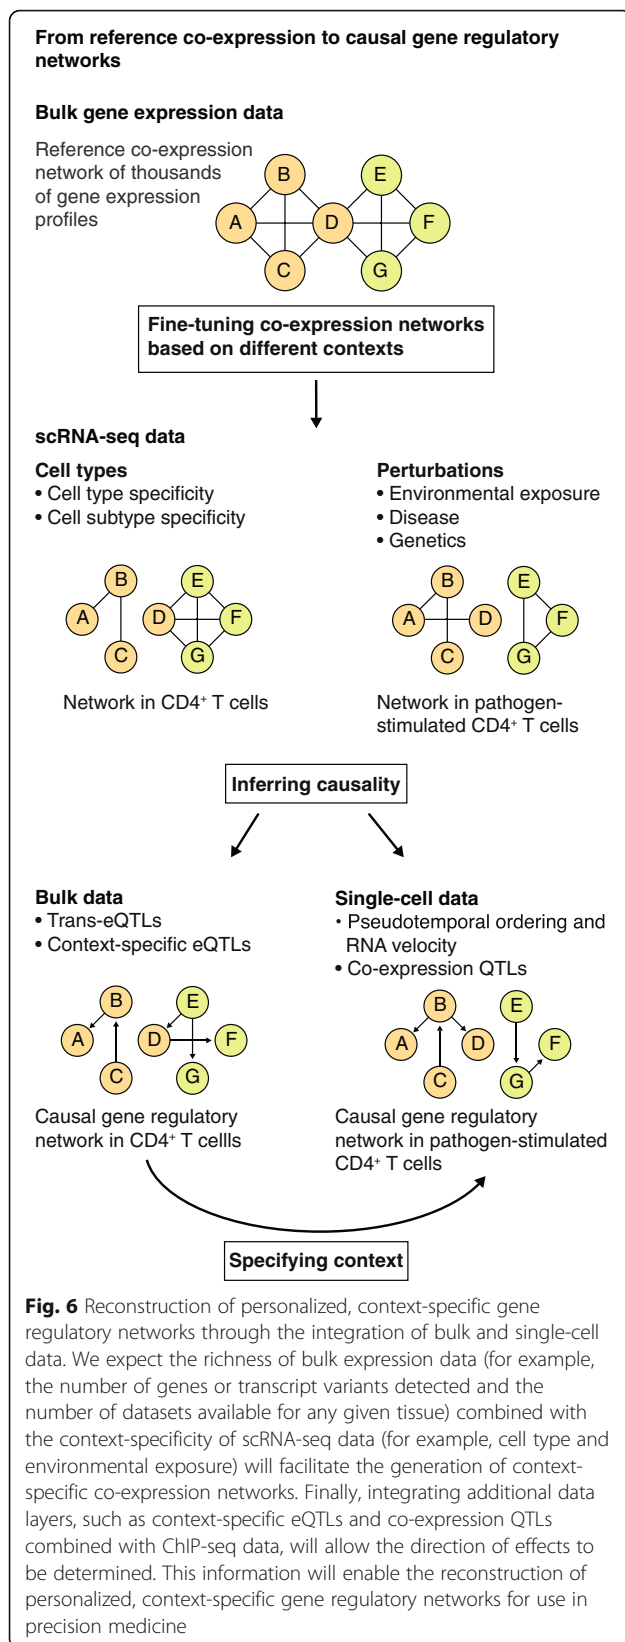 From reference co-expression to causal gene regulatory
networks
Bulk gene expression data
Reference co-expression
network of thousands
of gene expression
profiles
B
E
A
D
F
C
G
Fine-tuning co-expression networks
based on different contexts
scRNA-seq data
Cell types
• Cell type specificity
• Cell subtype specificity
Perturbations
• Environmental exposure
• Disease
• Genetics
B
E
A
D
F
C
G
Network in CD4⁺ T cells
B
E
A
D
F
C
G
Network in pathogen-
stimulated CD4⁺ T cells
Inferring causality
Bulk data
• Trans-eQTLs
• Context-specific eQTLs
Single-cell data
• Pseudotemporal ordering and
RNA velocity
• Co-expression QTLs
B
E
A
D
F
C
G
Causal gene regulatory
network in CD4⁺ T cellls
B
E
A
D
F
C
G
Causal gene regulatory
network in pathogen-stimulated
CD4⁺ T cells
Specifying context
Fig. 6 Reconstruction of personalized, context-specific gene
regulatory networks through the integration of bulk and single-cell
data. We expect the richness of bulk expression data (for example,
the number of genes or transcript variants detected and the
number of datasets available for any given tissue) combined with
the context-specificity of scRNA-seq data (for example, cell type and
environmental exposure) will facilitate the generation of context-
specific co-expression networks. Finally, integrating additional data
layers, such as context-specific eQTLs and co-expression QTLs
combined with ChIP-seq data, will allow the direction of effects to
be determined. This information will enable the reconstruction of
personalized, context-specific gene regulatory networks for use in
precision medicine